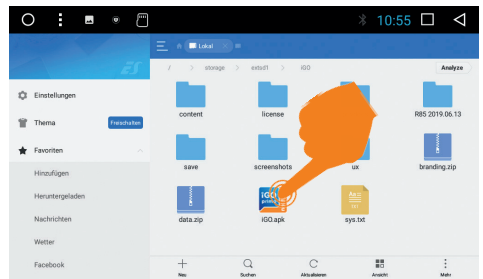 10:55
Lokal
ES
/ > storage > extsd1 > iGO
Analyze
Einstellungen
Thema
Freischalten
Favoriten
Hinzufügen
Heruntergeladen
Nachrichten
Wetter
Facebook
content
license
R85 2019.06.13
save
screenshots
ux
branding.zip
data.zip
iGO
iGO.apk
sys.txt
Neu
Suchen
Aktualisieren
Ansicht
Mehr